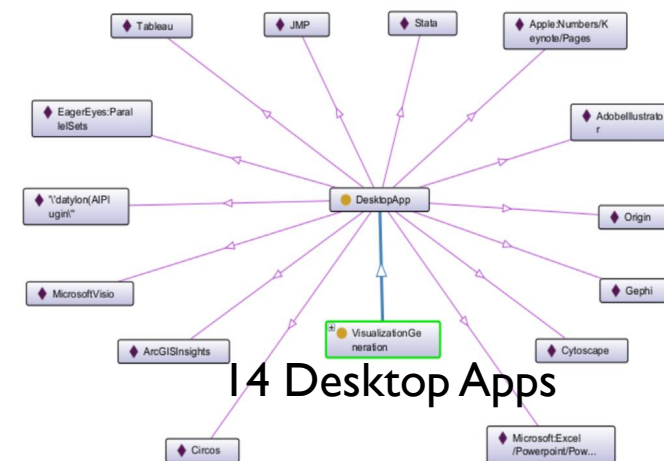 Tableau
JMP
Stata
Apple:Numbers/K
eynote/Pages
EagerEyes:Paral
lelSets
AdobeIllustrato
r
"\"datylon(AIPl
ugin\"
DesktopApp
Origin
MicrosoftVisio
Gephi
VisualizationGe
neration
ArcGISInsights
Cytoscape
14 Desktop Apps
Circos
Microsoft:Excel
/Powerpoint/Pow...